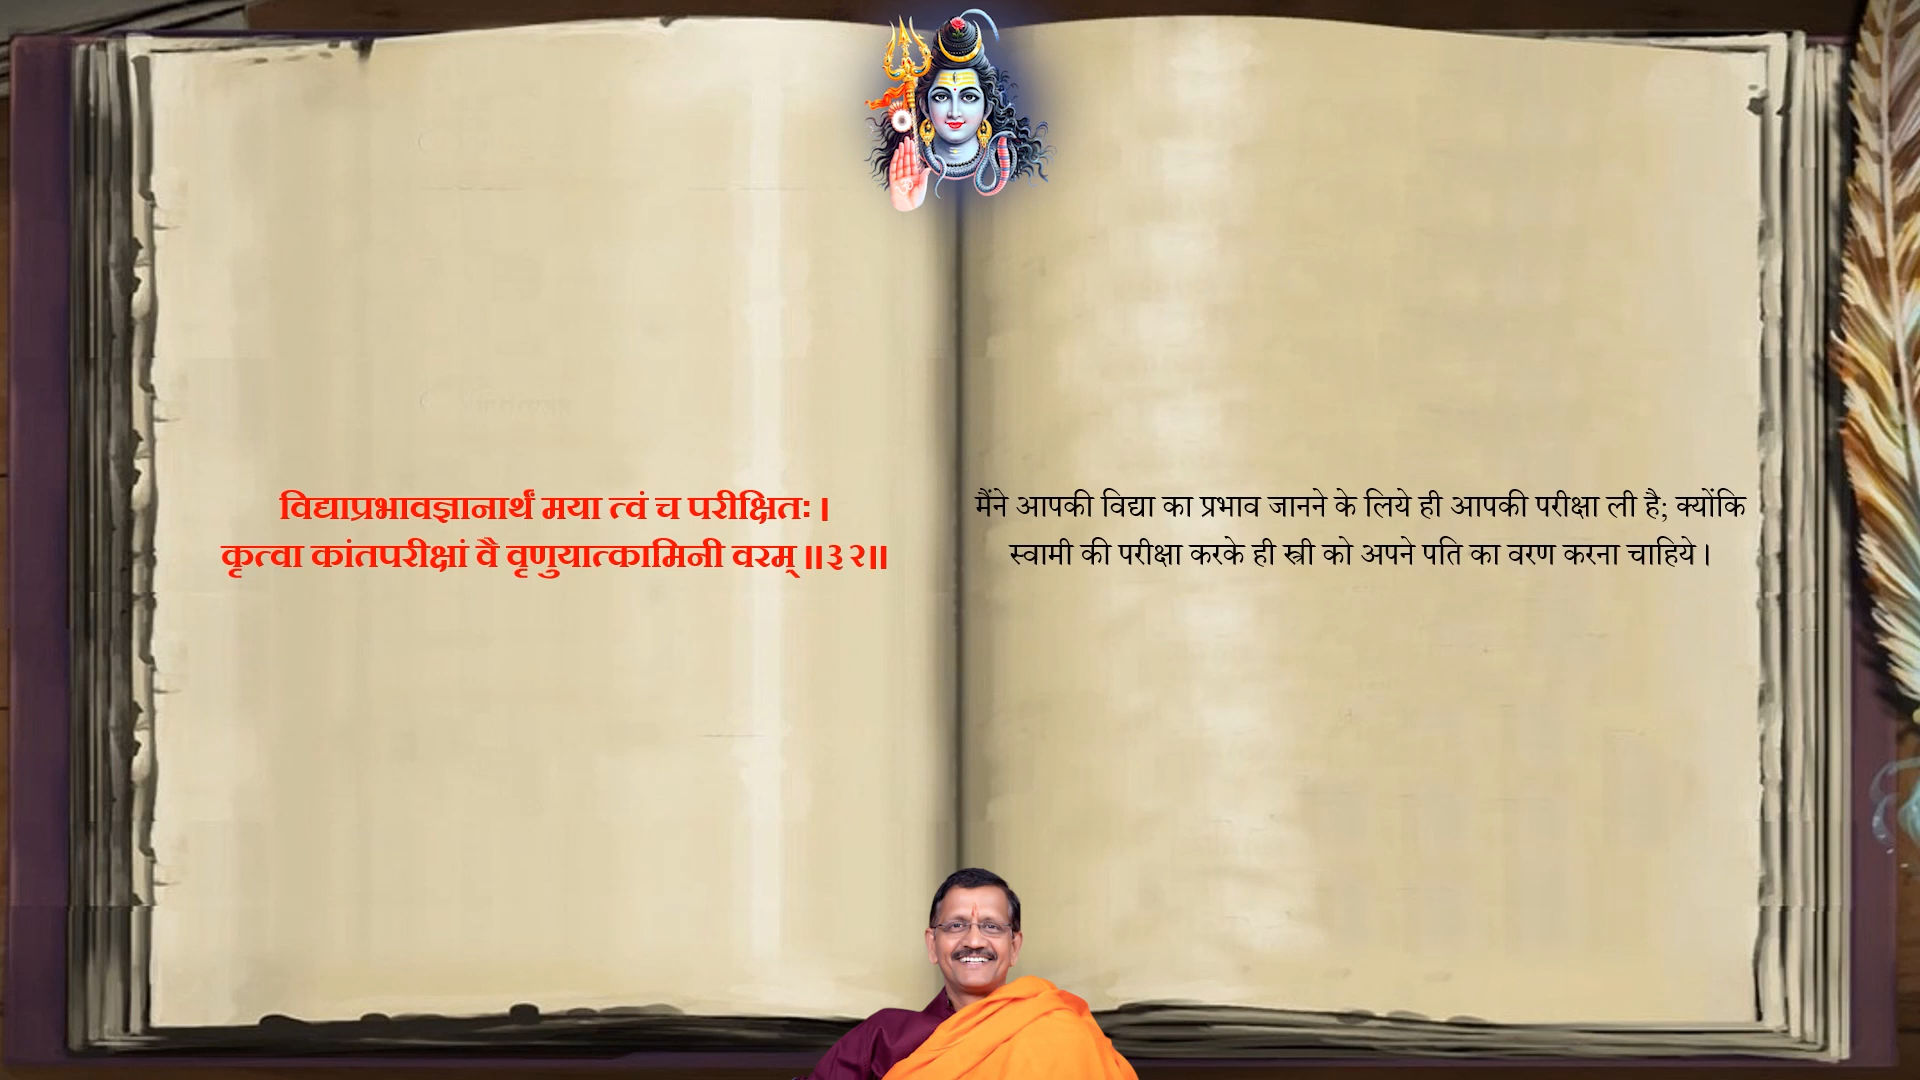 विद्याप्रभावज्ञानार्थं मया त्वं च परीक्षितः ।
कृत्वा कांतपरीक्षां वै वृणुयात्कामिनी वरम् ॥३२॥
मैंने आपकी विद्या का प्रभाव जानने के लिये ही आपकी परीक्षा ली है; क्योंकि
स्वामी की परीक्षा करके ही स्त्री को अपने पति का वरण करना चाहिये ।